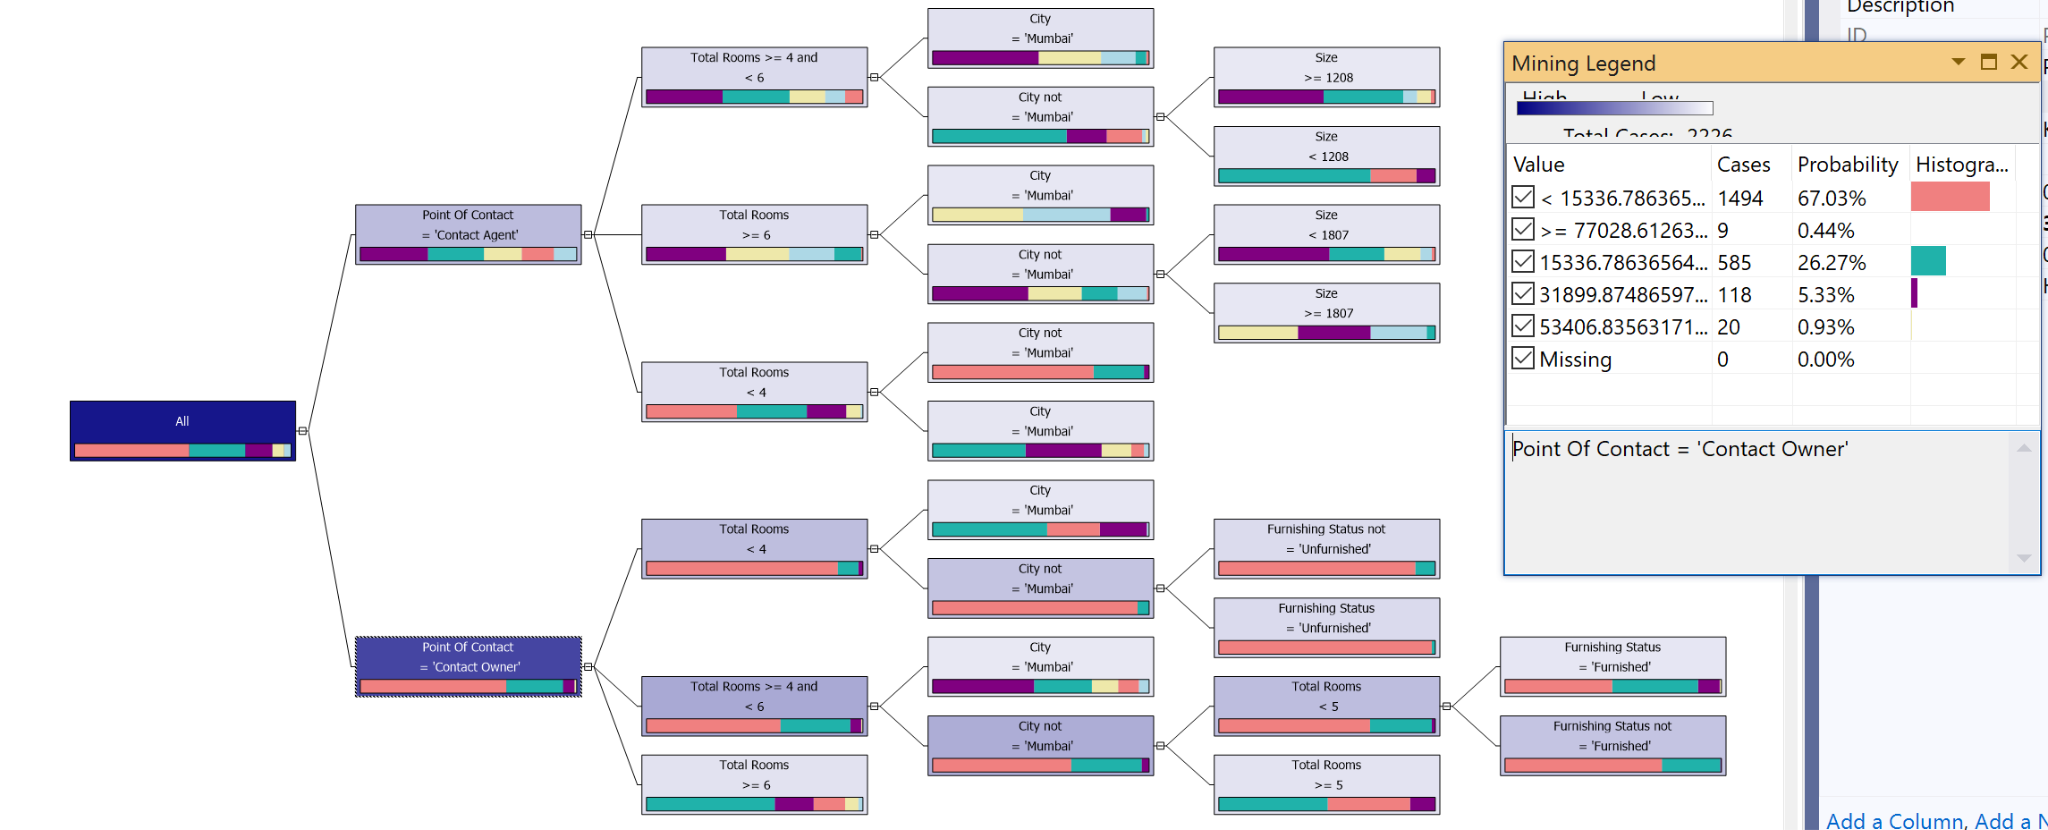 All
Point Of Contact
= 'Contact Agent'
Point Of Contact
= 'Contact Owner'
Total Rooms >= 4 and
< 6
Total Rooms
>= 6
Total Rooms
< 4
Total Rooms
< 4
Total Rooms >= 4 and
< 6
Total Rooms
>= 6
City
= 'Mumbai'
City not
= 'Mumbai'
City
= 'Mumbai'
City not
= 'Mumbai'
City not
= 'Mumbai'
City
= 'Mumbai'
City
= 'Mumbai'
City not
= 'Mumbai'
City
= 'Mumbai'
City not
= 'Mumbai'
Size
>= 1208
Size
< 1208
Size
< 1807
Size
>= 1807
Furnishing Status not
= 'Unfurnished'
Furnishing Status
= 'Unfurnished'
Total Rooms
< 5
Total Rooms
>= 5
Furnishing Status
= 'Furnished'
Furnishing Status not
= 'Furnished'
Description
ID
Mining Legend
High Low
Total Cases: 2226
Value Cases Probability Histogra...
< 15336.786365... 1494 67.03%
>= 77028.61263... 9 0.44%
15336.78636564... 585 26.27%
31899.87486597... 118 5.33%
53406.83563171... 20 0.93%
Missing 0 0.00%
Point Of Contact = 'Contact Owner'
Add a Column, Add a